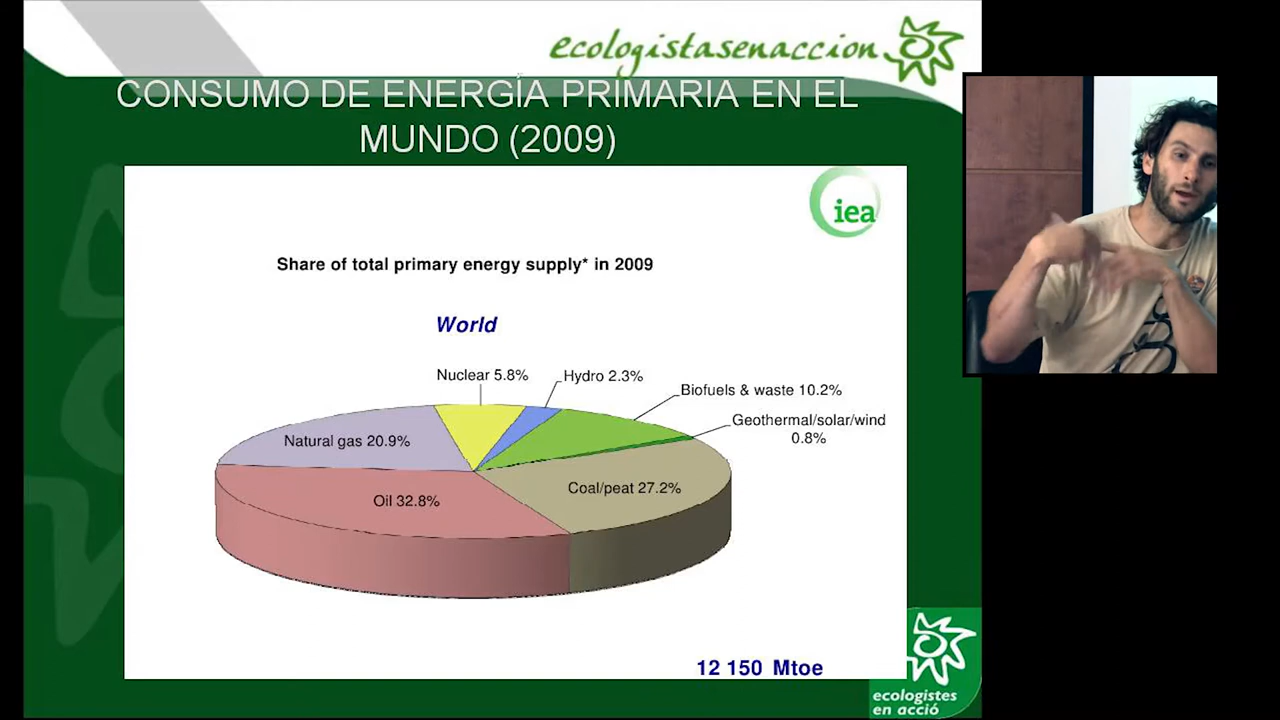 ecologistasenaccion
CONSUMO DE ENERGÍA PRIMARIA EN EL
MUNDO (2009)
iea
Share of total primary energy supply* in 2009
World
Nuclear 5.8%
Hydro 2.3%
Biofuels & waste 10.2%
Geothermal/solar/wind
0.8%
Natural gas 20.9%
Coal/peat 27.2%
Oil 32.8%
12 150 Mtoe
ecologistes
en acció